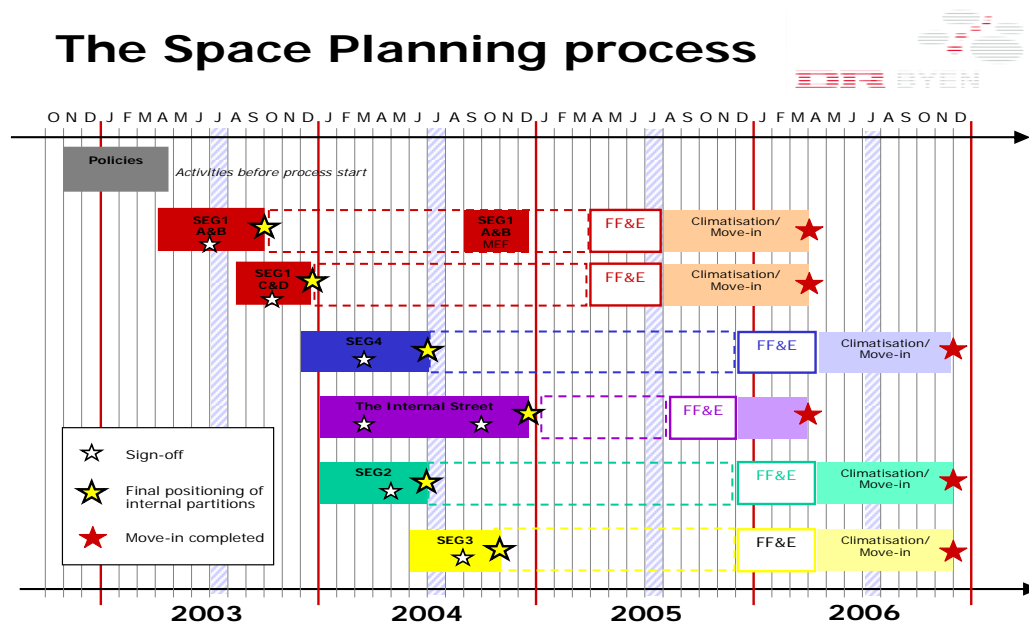 The Space Planning process
DR BYEN
O N D J F M A M J J A S O N D J F M A M J J A S O N D J F M A M J J A S O N D J F M A M J J A S O N D
Policies
Activities before process start
SEG1
A&B
SEG1
A&B
MEF
FF&E
Climatisation/
Move-in
SEG1
C&D
FF&E
Climatisation/
Move-in
SEG4
FF&E
Climatisation/
Move-in
The Internal Street
FF&E
SEG2
FF&E
Climatisation/
Move-in
SEG3
FF&E
Climatisation/
Move-in
Sign-off
Final positioning of
internal partitions
Move-in completed
2003 2004 2005 2006